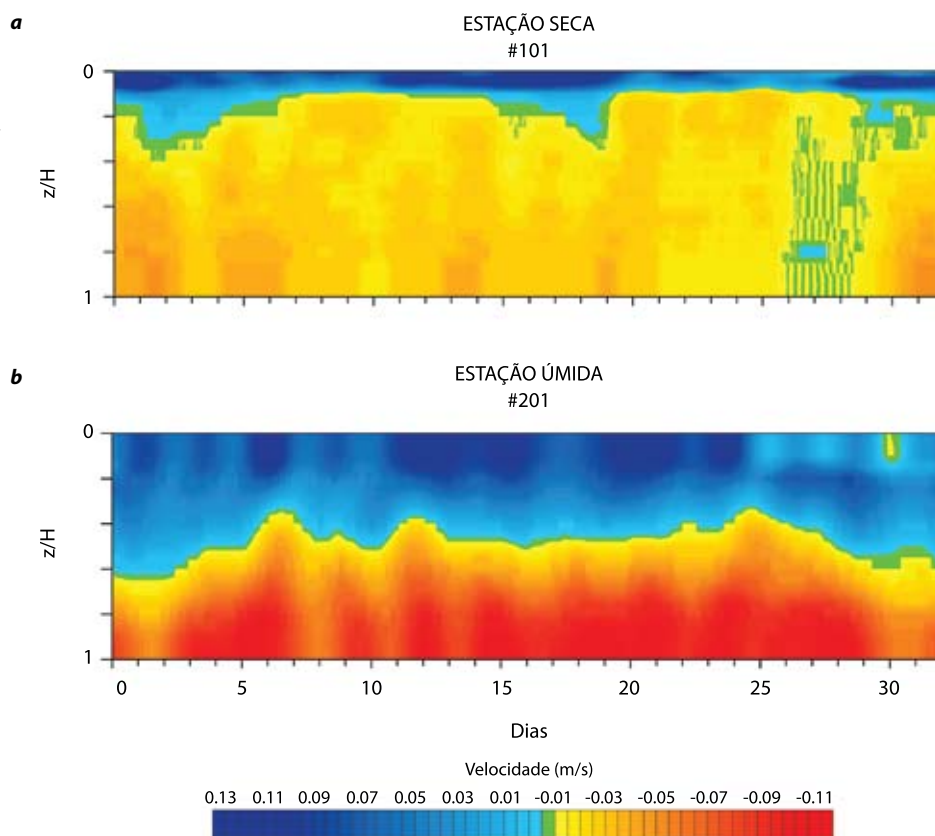 a
ESTAÇÃO SECA
#101
0
z/H
1
b
ESTAÇÃO ÚMIDA
#201
0
z/H
1
0 5 10 15 20 25 30
Dias
Velocidade (m/s)
0.13 0.11 0.09 0.07 0.05 0.03 0.01 -0.01 -0.03 -0.05 -0.07 -0.09 -0.11